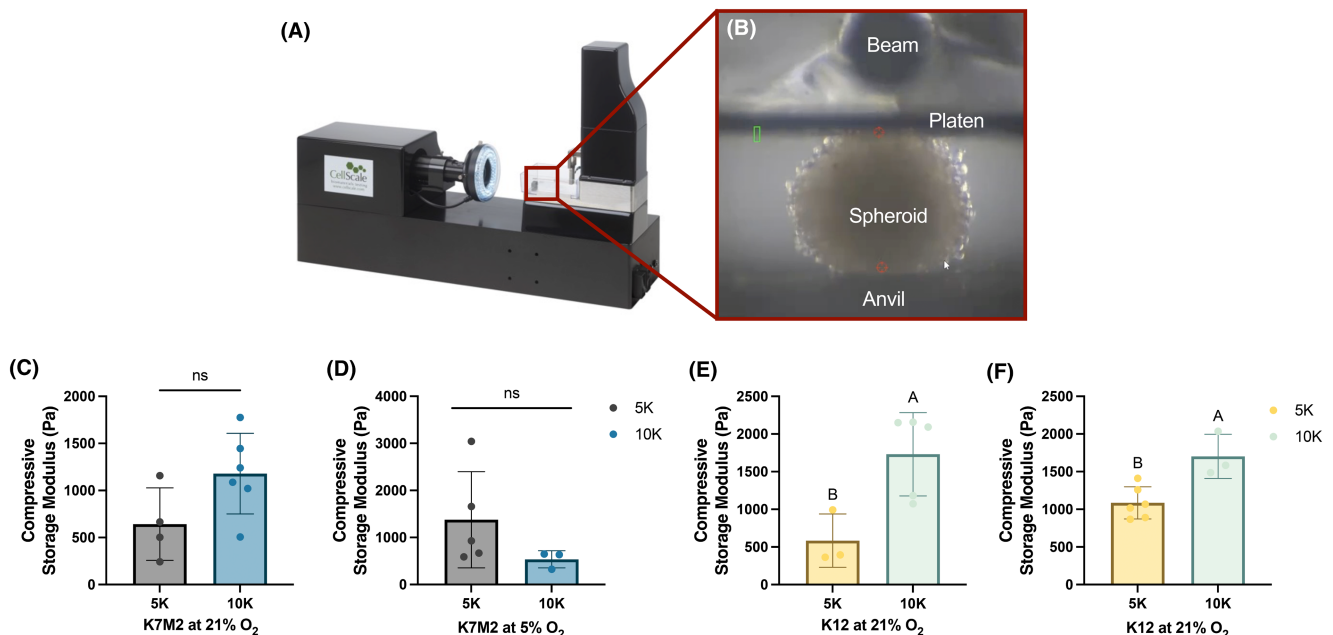 (A)
CellScale
(B)
Beam
Platen
Spheroid
Anvil
(C)
ns
Compressive
Storage Modulus (Pa)
2000
1500
1000
500
0
5K
10K
K7M2 at 21% O2
(D)
ns
Compressive
Storage Modulus (Pa)
4000
3000
2000
1000
0
5K
10K
K7M2 at 5% O2
5K
10K
(E)
Compressive
Storage Modulus (Pa)
2500
2000
1500
1000
500
0
B
A
5K
10K
K12 at 21% O2
(F)
Compressive
Storage Modulus (Pa)
2500
2000
1500
1000
500
0
B
A
5K
10K
K12 at 21% O2
5K
10K